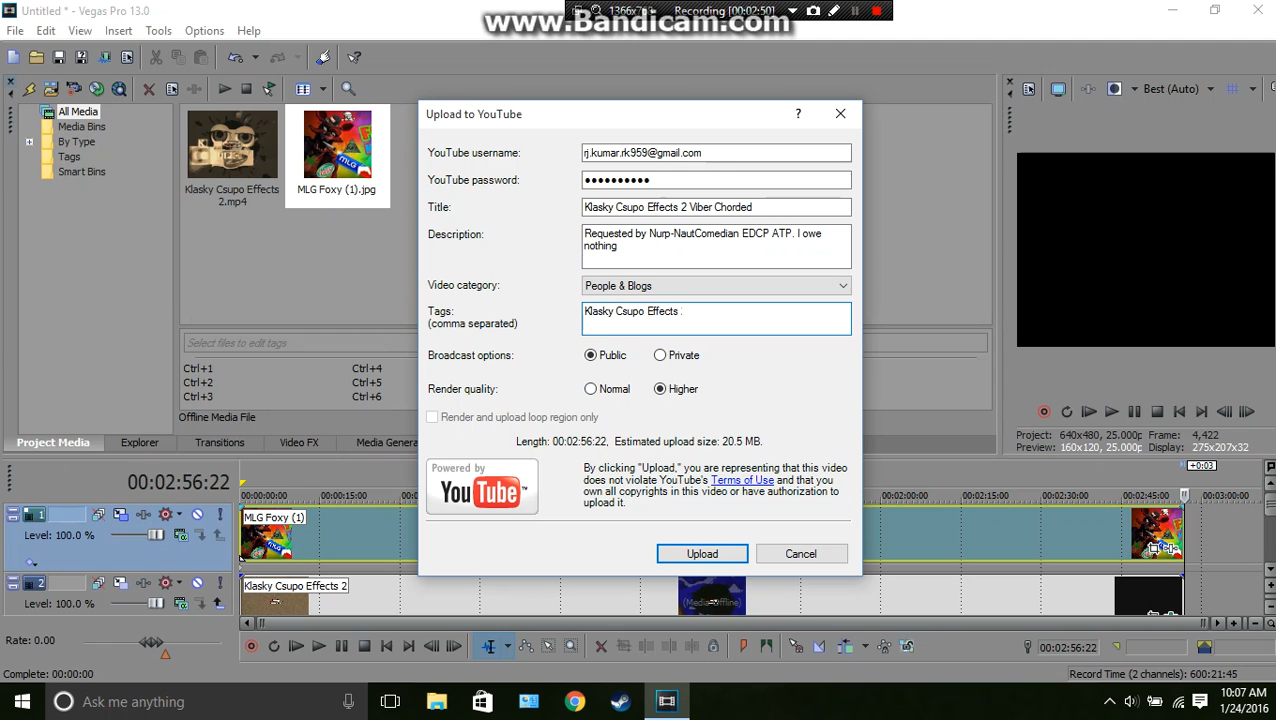 Untitled * - Vegas Pro 13.0
www.Bandicam.com
Recording [00:02:50]
File Edit View Insert Tools Options Help
Best (Auto)
All Media
Media Bins
By Type
Tags
Smart Bins
Klasky Csupo Effects
2.mp4
MLG Foxy (1).jpg
Select files to edit tags
Ctrl+1 Ctrl+4
Ctrl+2 Ctrl+5
Ctrl+3 Ctrl+6
Offline Media File
Project Media Explorer Transitions Video FX Media Genera
Upload to YouTube
YouTube username: rj.kumar.rk959@gmail.com
YouTube password: ••••••••••
Title: Klasky Csupo Effects 2 Viber Chorded
Description: Requested by Nurp-NautComedian EDCP ATP. I owe
nothing
Video category: People & Blogs
Tags: Klasky Csupo Effects
(comma separated)
Broadcast options: Public Private
Render quality: Normal Higher
Render and upload loop region only
Length: 00:02:56:22, Estimated upload size: 20.5 MB.
Powered by
YouTube
By clicking "Upload," you are representing that this video
does not violate YouTube's Terms of Use and that you
own all copyrights in this video or have authorization to
upload it.
Upload Cancel
Project: 640x480, 25.000p Frame: 4,422
Preview: 160x120, 25.000p Display: 275x207x32
+0:03
00:02:56:22
00:00:00:00 00:00:15:00 00:02:00:00 00:02:15:00 00:02:30:00 00:02:45:00 00:03:00:00
1 MLG Foxy (1)
Level: 100.0 %
2 Klasky Csupo Effects 2
(Media Offline)
Level: 100.0 %
Rate: 0.00
00:02:56:22
Complete: 00:00:00
Record Time (2 channels): 600:21:45
Ask me anything
10:07 AM
1/24/2016